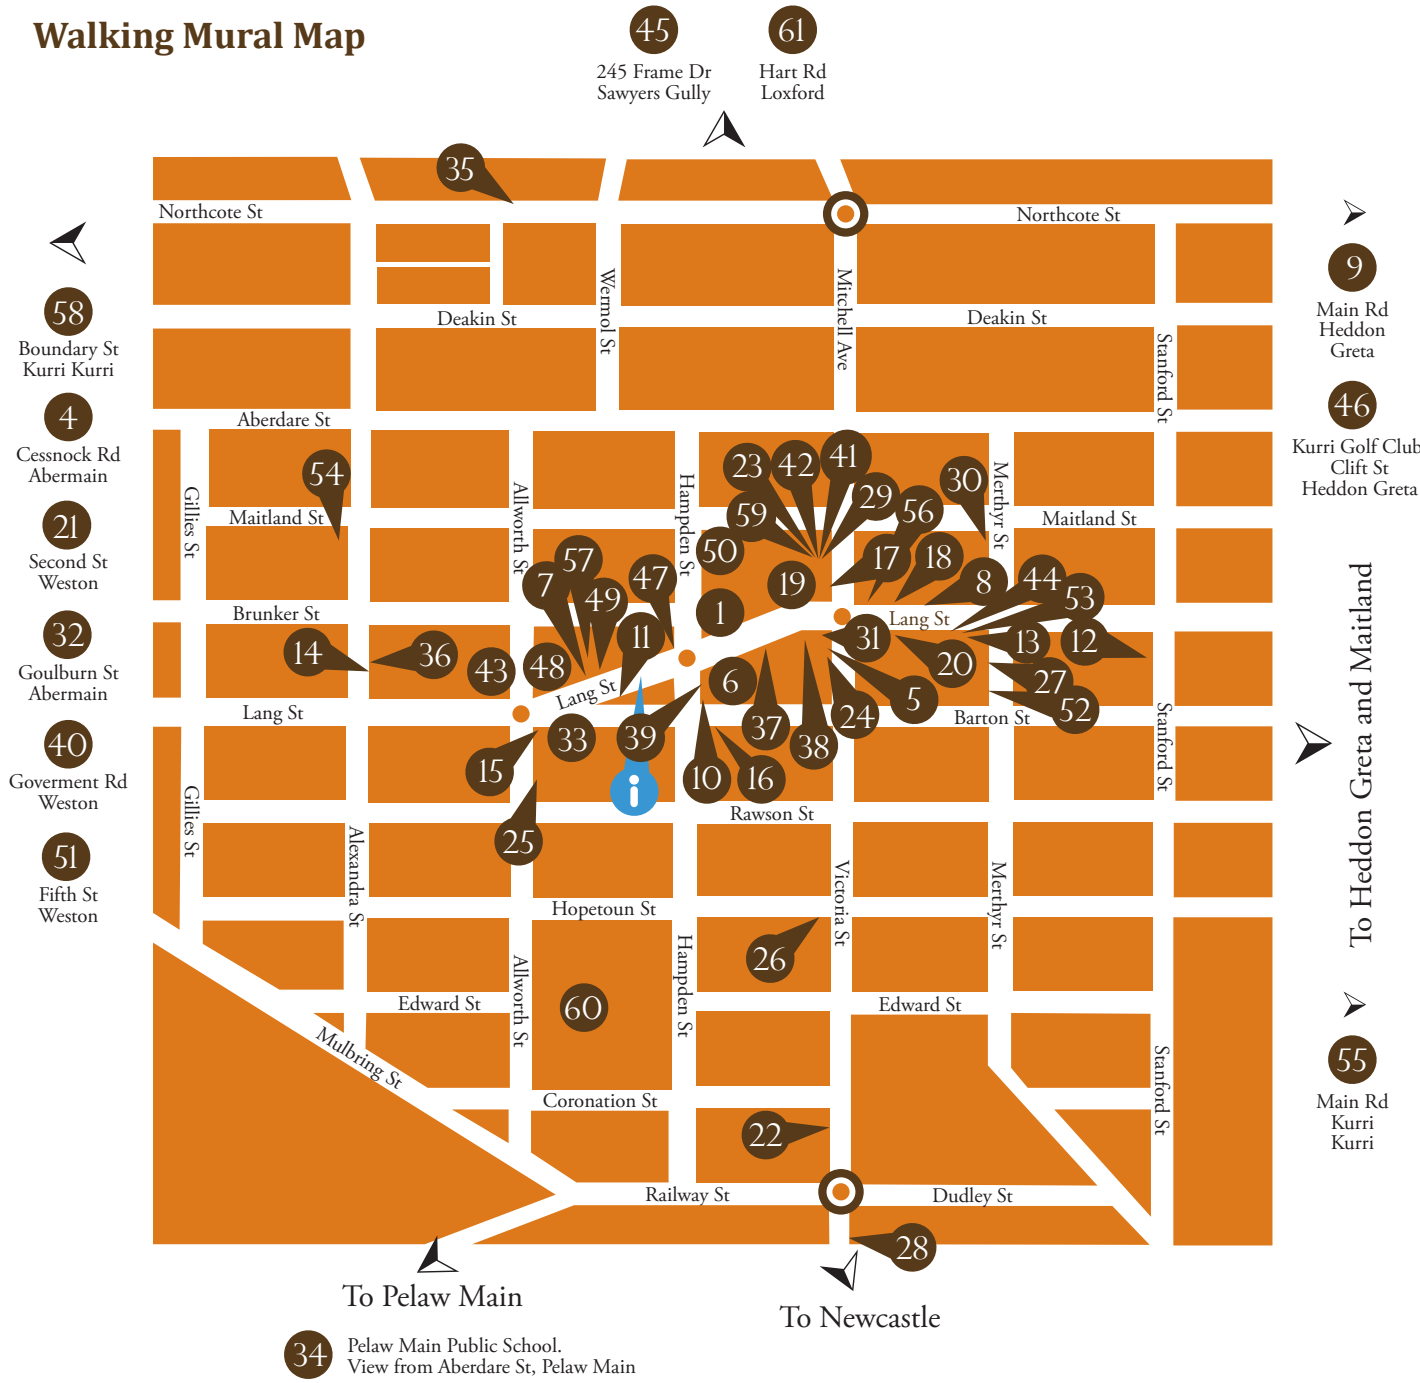 Walking Mural Map
45
245 Frame Dr
Sawyers Gully
61
Hart Rd
Loxford
35
Northcote St
Northcote St
9
Main Rd
Heddon
Greta
58
Boundary St
Kurri Kurri
Wermol St
Mitchell Ave
Deakin St
Deakin St
Stanford St
4
Cessnock Rd
Abermain
46
Kurri Golf Club
Clift St
Heddon Greta
Aberdare St
54
23
42
41
30
Merthyr St
Gillies St
Allworth St
Hampden St
59
29
56
Maitland St
Maitland St
21
Second St
Weston
50
57
7
47
49
19
17
18
8
44
53
Brunker St
1
Lang St
32
Goulburn St
Abermain
14
36
43
48
11
31
20
13
12
6
5
27
52
Lang St
Lang St
Barton St
Stanford St
To Heddon Greta and Maitland
40
Goverment Rd
Weston
33
39
37
38
24
15
10
16
i
Gillies St
Rawson St
25
51
Fifth St
Weston
Alexandra St
Victoria St
Merthyr St
Hopetoun St
26
Allworth St
Hampden St
60
Edward St
Edward St
Mulbring St
Stanford St
55
Main Rd
Kurri
Kurri
Coronation St
22
Railway St
Dudley St
28
To Pelaw Main
To Newcastle
34
Pelaw Main Public School.
View from Aberdare St, Pelaw Main